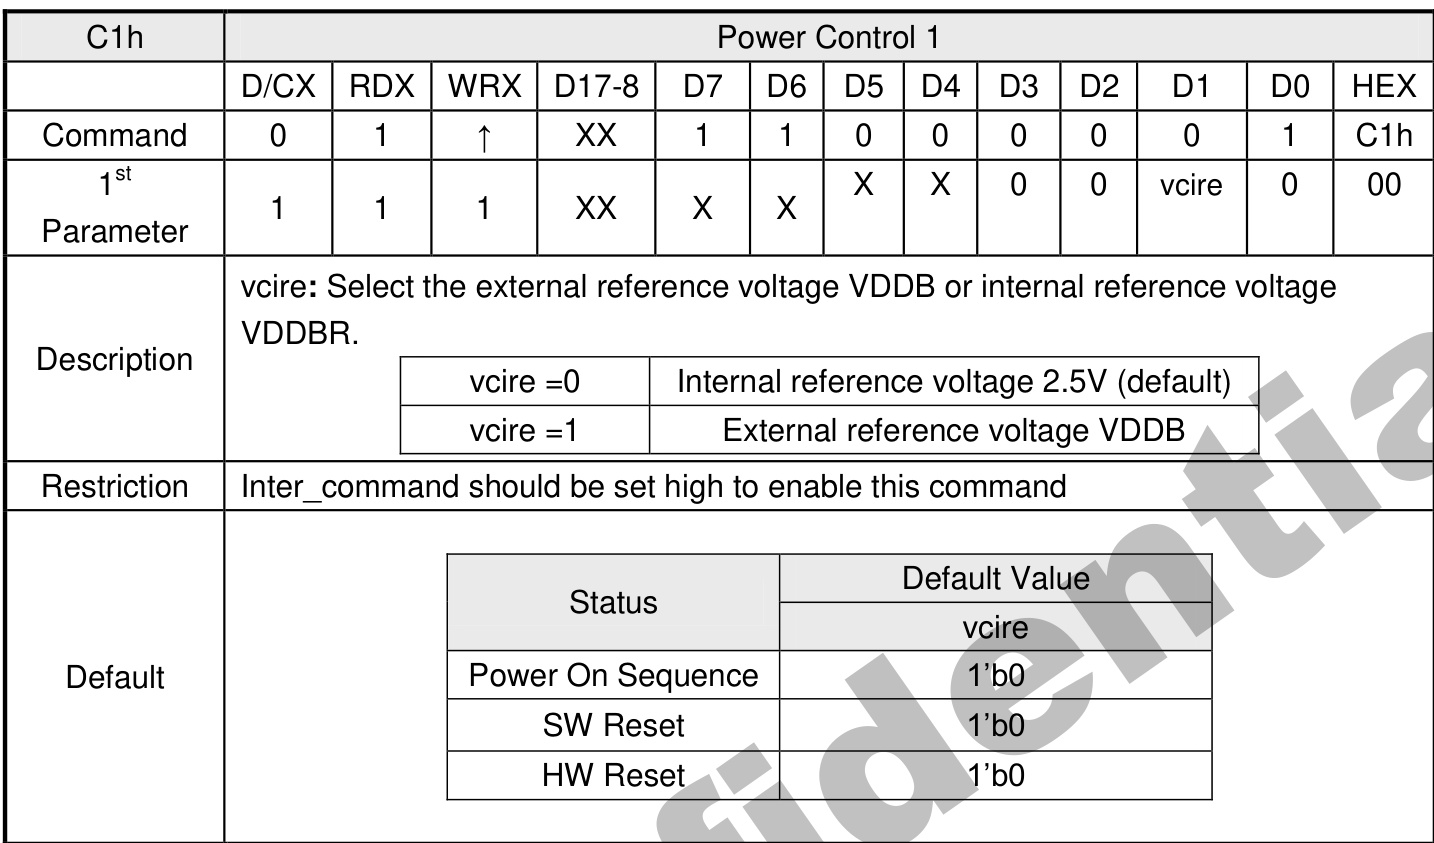 C1h Power Control 1
D/CX RDX WRX D17-8 D7 D6 D5 D4 D3 D2 D1 D0 HEX
Command 0 1 ↑ XX 1 1 0 0 0 0 0 1 C1h
1st Parameter 1 1 1 XX X X X X 0 0 vcire 0 00
Description
vcire: Select the external reference voltage VDDB or internal reference voltage
VDDBR.
vcire =0 Internal reference voltage 2.5V (default)
vcire =1 External reference voltage VDDB
Restriction Inter_command should be set high to enable this command
Default
Status Default Value
vcire
Power On Sequence 1’b0
SW Reset 1’b0
HW Reset 1’b0
fidentia